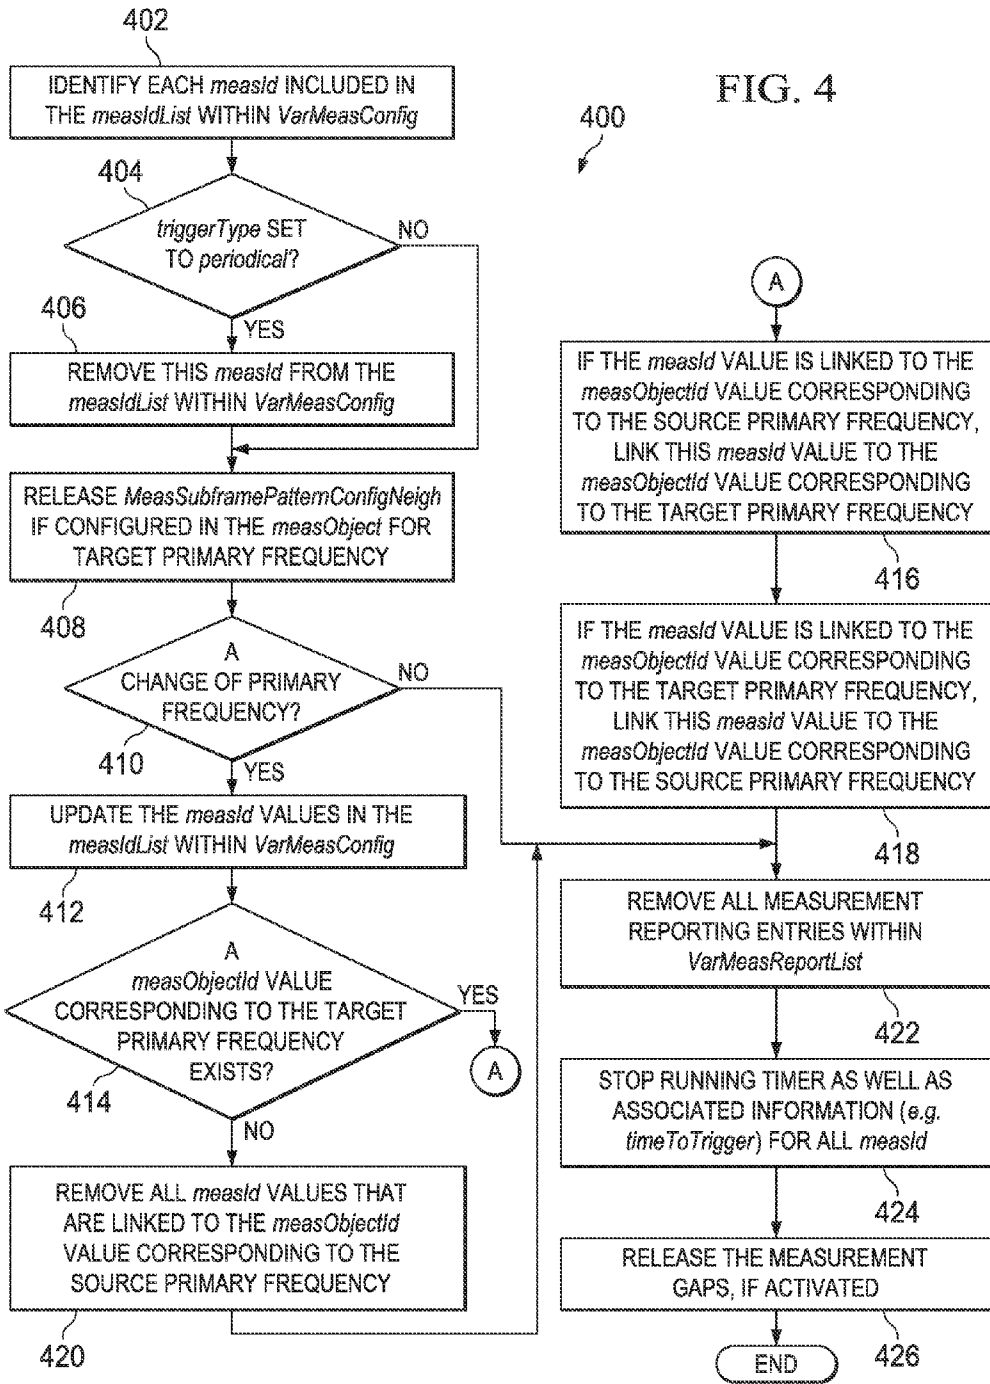 402
IDENTIFY EACH measId INCLUDED IN
THE measIdList WITHIN VarMeasConfig
404
triggerType SET
TO periodical?
NO
YES
406
REMOVE THIS measId FROM THE
measIdList WITHIN VarMeasConfig
RELEASE MeasSubframePatternConfigNeigh
IF CONFIGURED IN THE measObject FOR
TARGET PRIMARY FREQUENCY
408
A
CHANGE OF PRIMARY
FREQUENCY?
NO
410
YES
UPDATE THE measId VALUES IN THE
measIdList WITHIN VarMeasConfig
412
A
measObjectId VALUE
CORRESPONDING TO THE TARGET
PRIMARY FREQUENCY
EXISTS?
YES
A
414
NO
REMOVE ALL measId VALUES THAT
ARE LINKED TO THE measObjectId
VALUE CORRESPONDING TO THE
SOURCE PRIMARY FREQUENCY
420
FIG. 4
400
A
IF THE measId VALUE IS LINKED TO THE
measObjectId VALUE CORRESPONDING
TO THE SOURCE PRIMARY FREQUENCY,
LINK THIS measId VALUE TO THE
measObjectId VALUE CORRESPONDING
TO THE TARGET PRIMARY FREQUENCY
416
IF THE measId VALUE IS LINKED TO THE
measObjectId VALUE CORRESPONDING
TO THE TARGET PRIMARY FREQUENCY,
LINK THIS measId VALUE TO THE
measObjectId VALUE CORRESPONDING
TO THE SOURCE PRIMARY FREQUENCY
418
REMOVE ALL MEASUREMENT
REPORTING ENTRIES WITHIN
VarMeasReportList
422
STOP RUNNING TIMER AS WELL AS
ASSOCIATED INFORMATION (e.g.
timeToTrigger) FOR ALL measId
424
RELEASE THE MEASUREMENT
GAPS, IF ACTIVATED
426
END